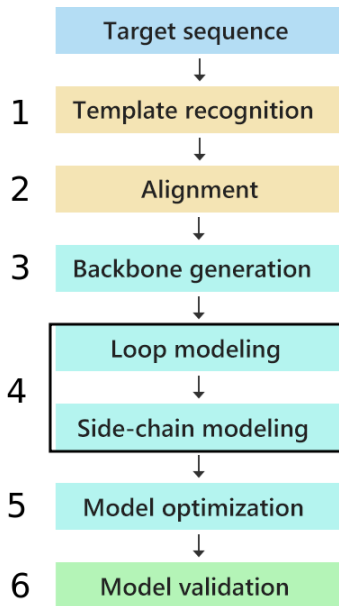 Target sequence
1 Template recognition
2 Alignment
3 Backbone generation
Loop modeling
4
Side-chain modeling
5 Model optimization
6 Model validation